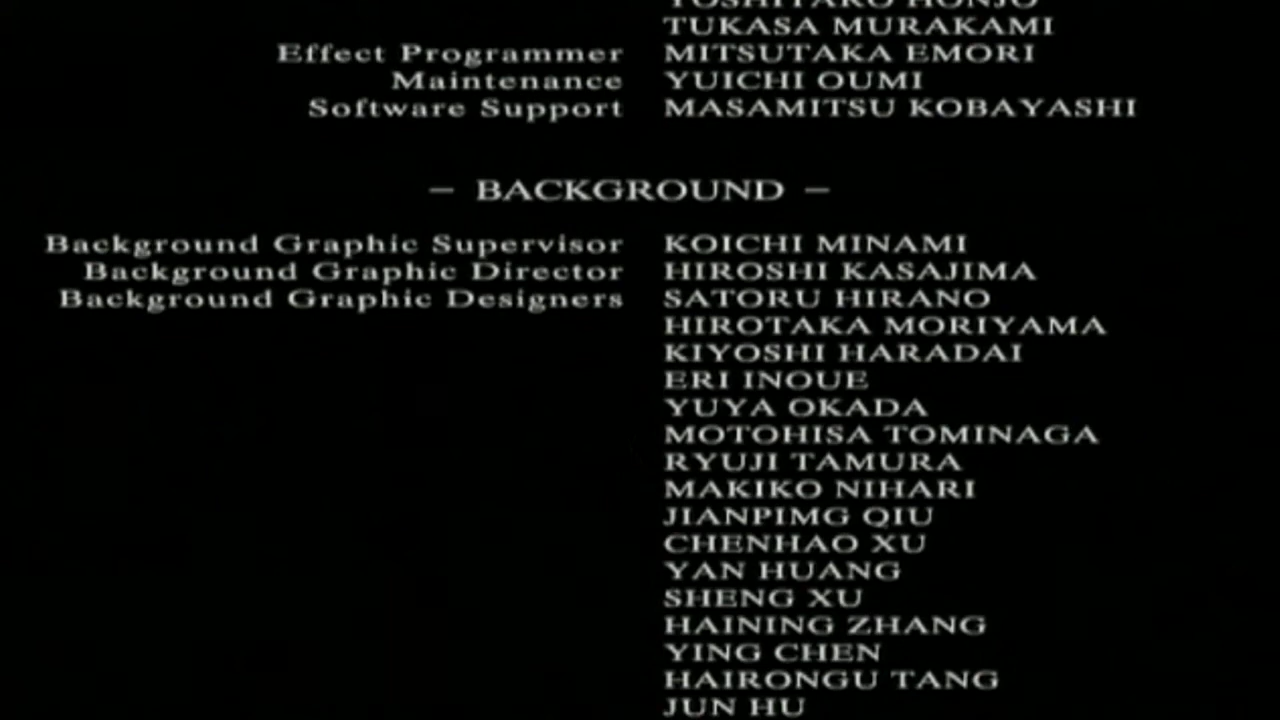 YOSHITARO HONJO
TUKASA MURAKAMI
Effect Programmer MITSUTAKA EMORI
Maintenance YUICHI OUMI
Software Support MASAMITSU KOBAYASHI
– BACKGROUND –
Background Graphic Supervisor KOICHI MINAMI
Background Graphic Director HIROSHI KASAJIMA
Background Graphic Designers SATORU HIRANO
HIROTAKA MORIYAMA
KIYOSHI HARADAI
ERI INOUE
YUYA OKADA
MOTOHISA TOMINAGA
RYUJI TAMURA
MAKIKO NIHARI
JIANPIMG QIU
CHENHAO XU
YAN HUANG
SHENG XU
HAINING ZHANG
YING CHEN
HAIRONGU TANG
JUN HU